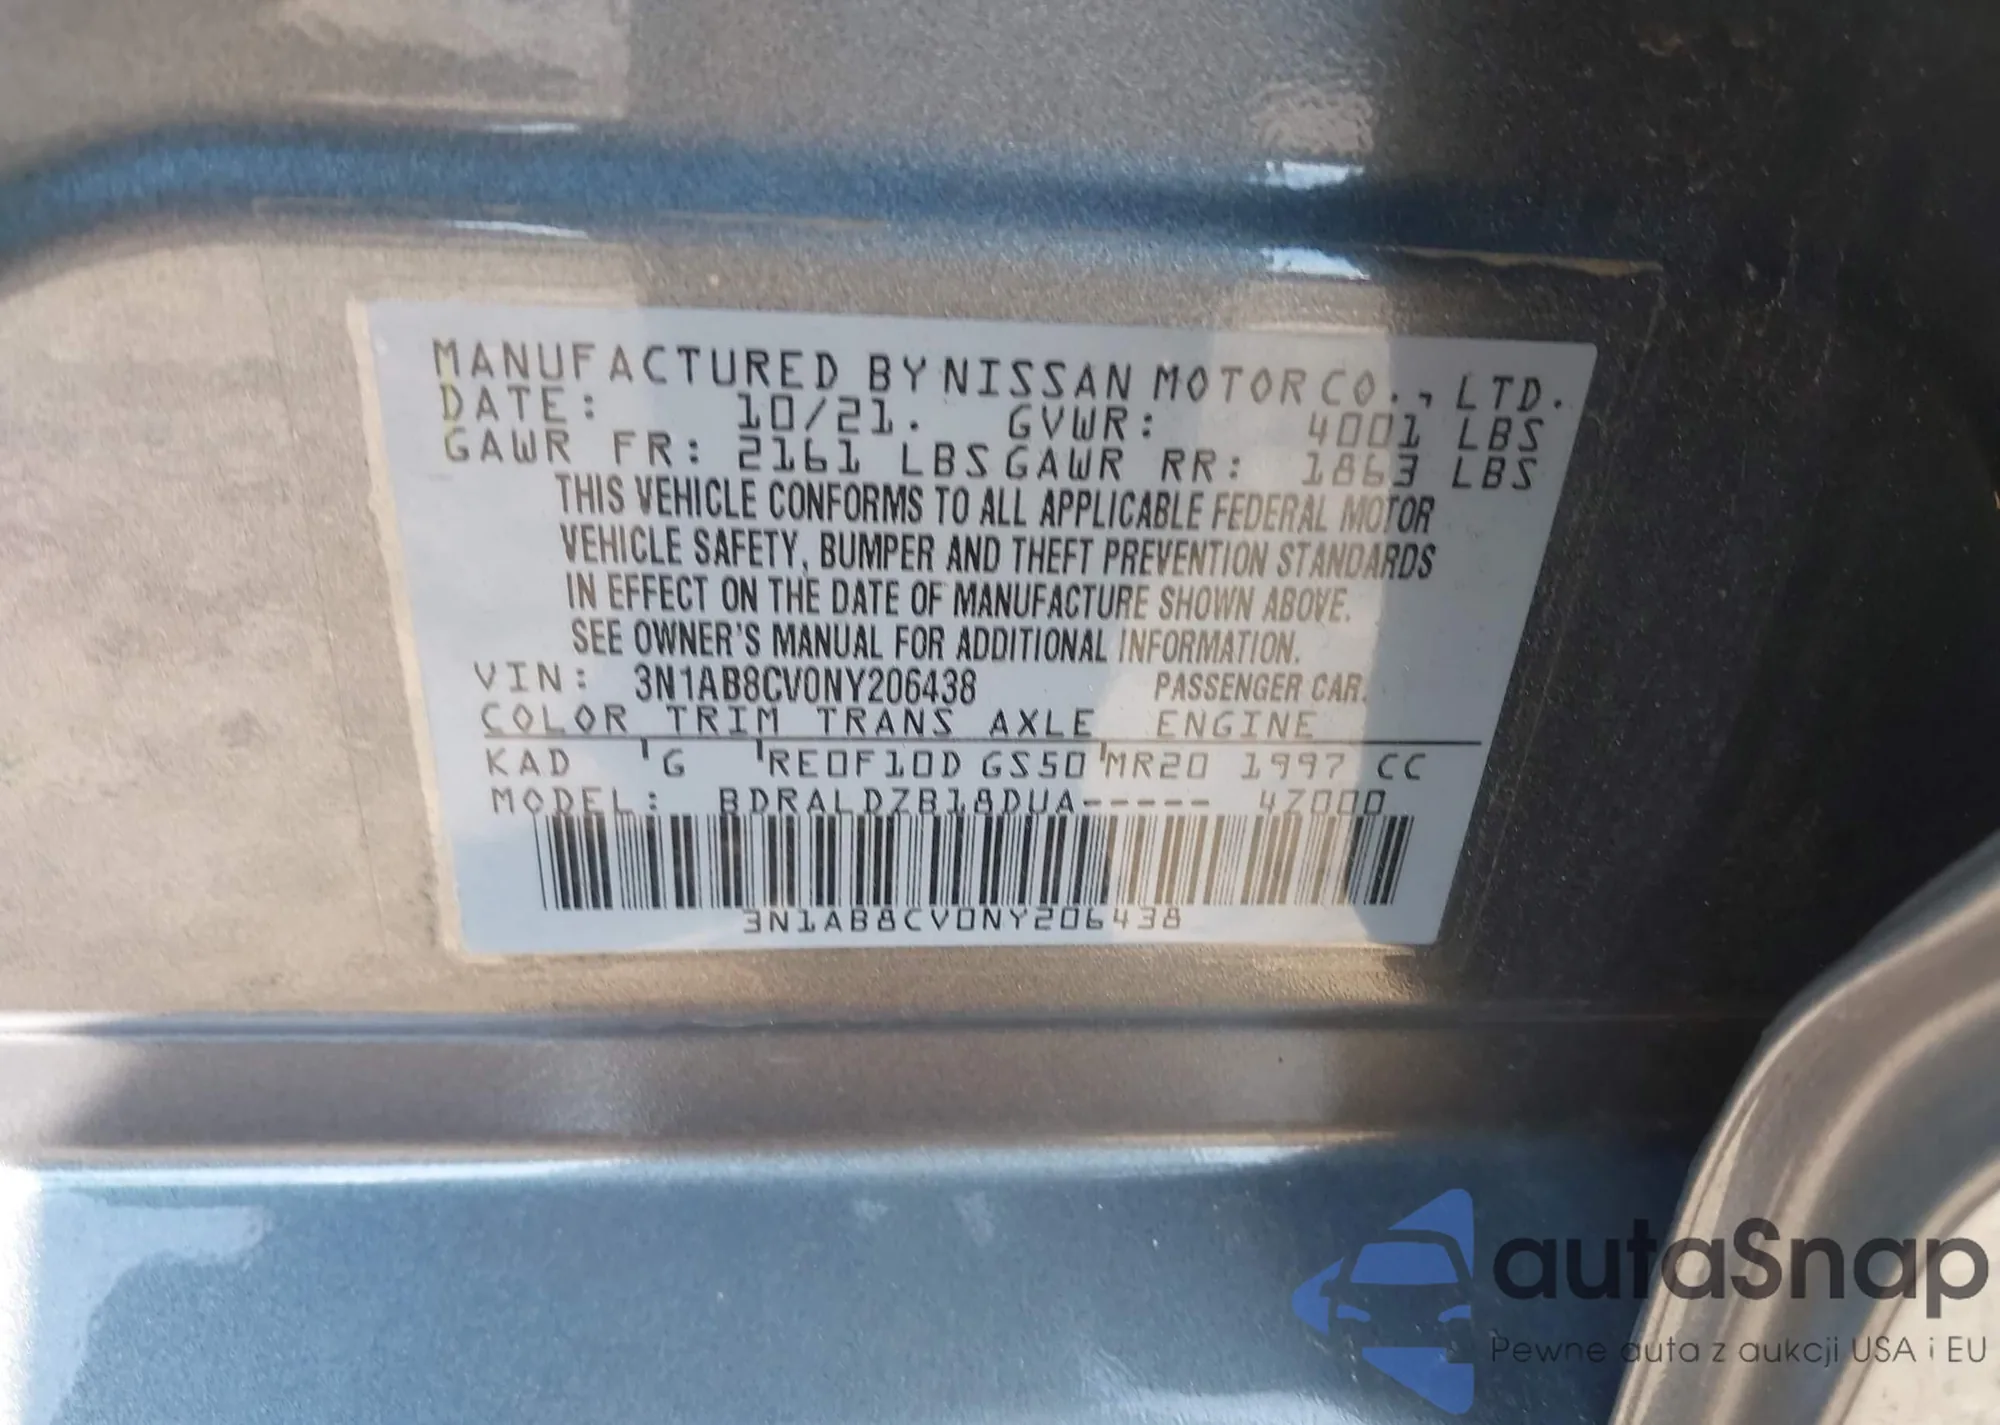 MANUFACTURED BY NISSAN MOTOR CO., LTD.
DATE: 10/21. GVWR: 4001 LBS
GAWR FR: 2161 LBS GAWR RR: 1863 LBS
THIS VEHICLE CONFORMS TO ALL APPLICABLE FEDERAL MOTOR
VEHICLE SAFETY, BUMPER AND THEFT PREVENTION STANDARDS
IN EFFECT ON THE DATE OF MANUFACTURE SHOWN ABOVE.
SEE OWNER'S MANUAL FOR ADDITIONAL INFORMATION.
VIN: 3N1AB8CV0NY206438 PASSENGER CAR.
COLOR TRIM TRANS AXLE ENGINE
KAD 'G 'RE0F10D GS50 'MR20 1997 CC
MODEL: BDRALDZB18DUA----- 4Z000
3N1AB8CV0NY206438
autaSnap
Pewne auta z aukcji USA i EU